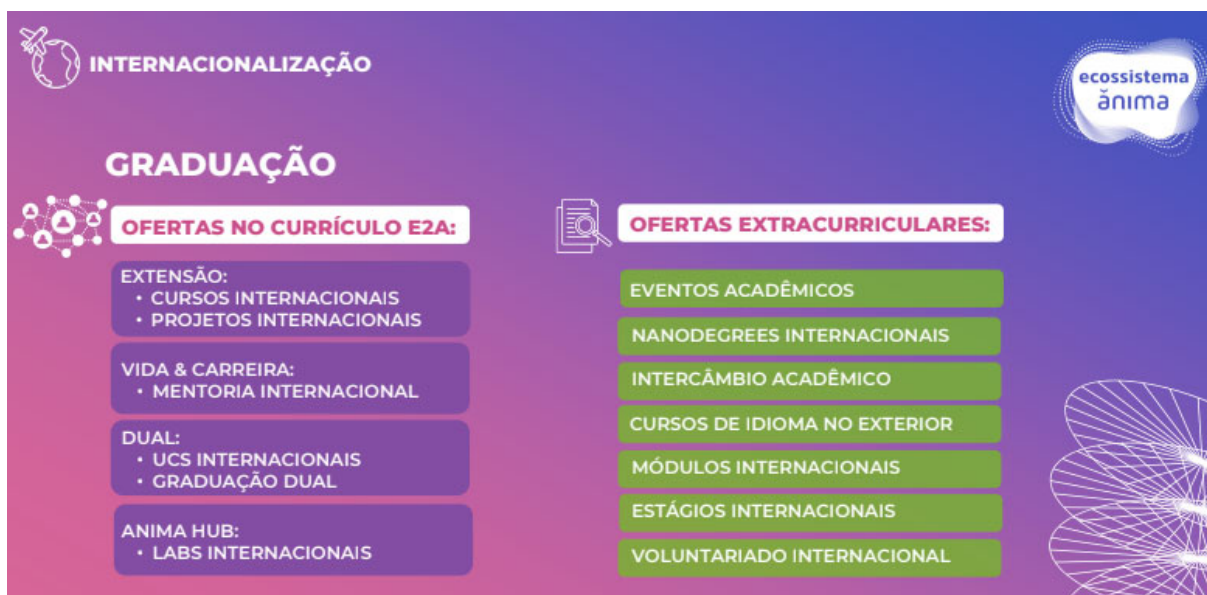 INTERNACIONALIZAÇÃO
ecossistema
ănıma
GRADUAÇÃO
OFERTAS NO CURRÍCULO E2A:
EXTENSÃO:
• CURSOS INTERNACIONAIS
• PROJETOS INTERNACIONAIS
VIDA & CARREIRA:
• MENTORIA INTERNACIONAL
DUAL:
• UCS INTERNACIONAIS
• GRADUAÇÃO DUAL
ANIMA HUB:
• LABS INTERNACIONAIS
OFERTAS EXTRACURRICULARES:
EVENTOS ACADÊMICOS
NANODEGREES INTERNACIONAIS
INTERCÂMBIO ACADÊMICO
CURSOS DE IDIOMA NO EXTERIOR
MÓDULOS INTERNACIONAIS
ESTÁGIOS INTERNACIONAIS
VOLUNTARIADO INTERNACIONAL